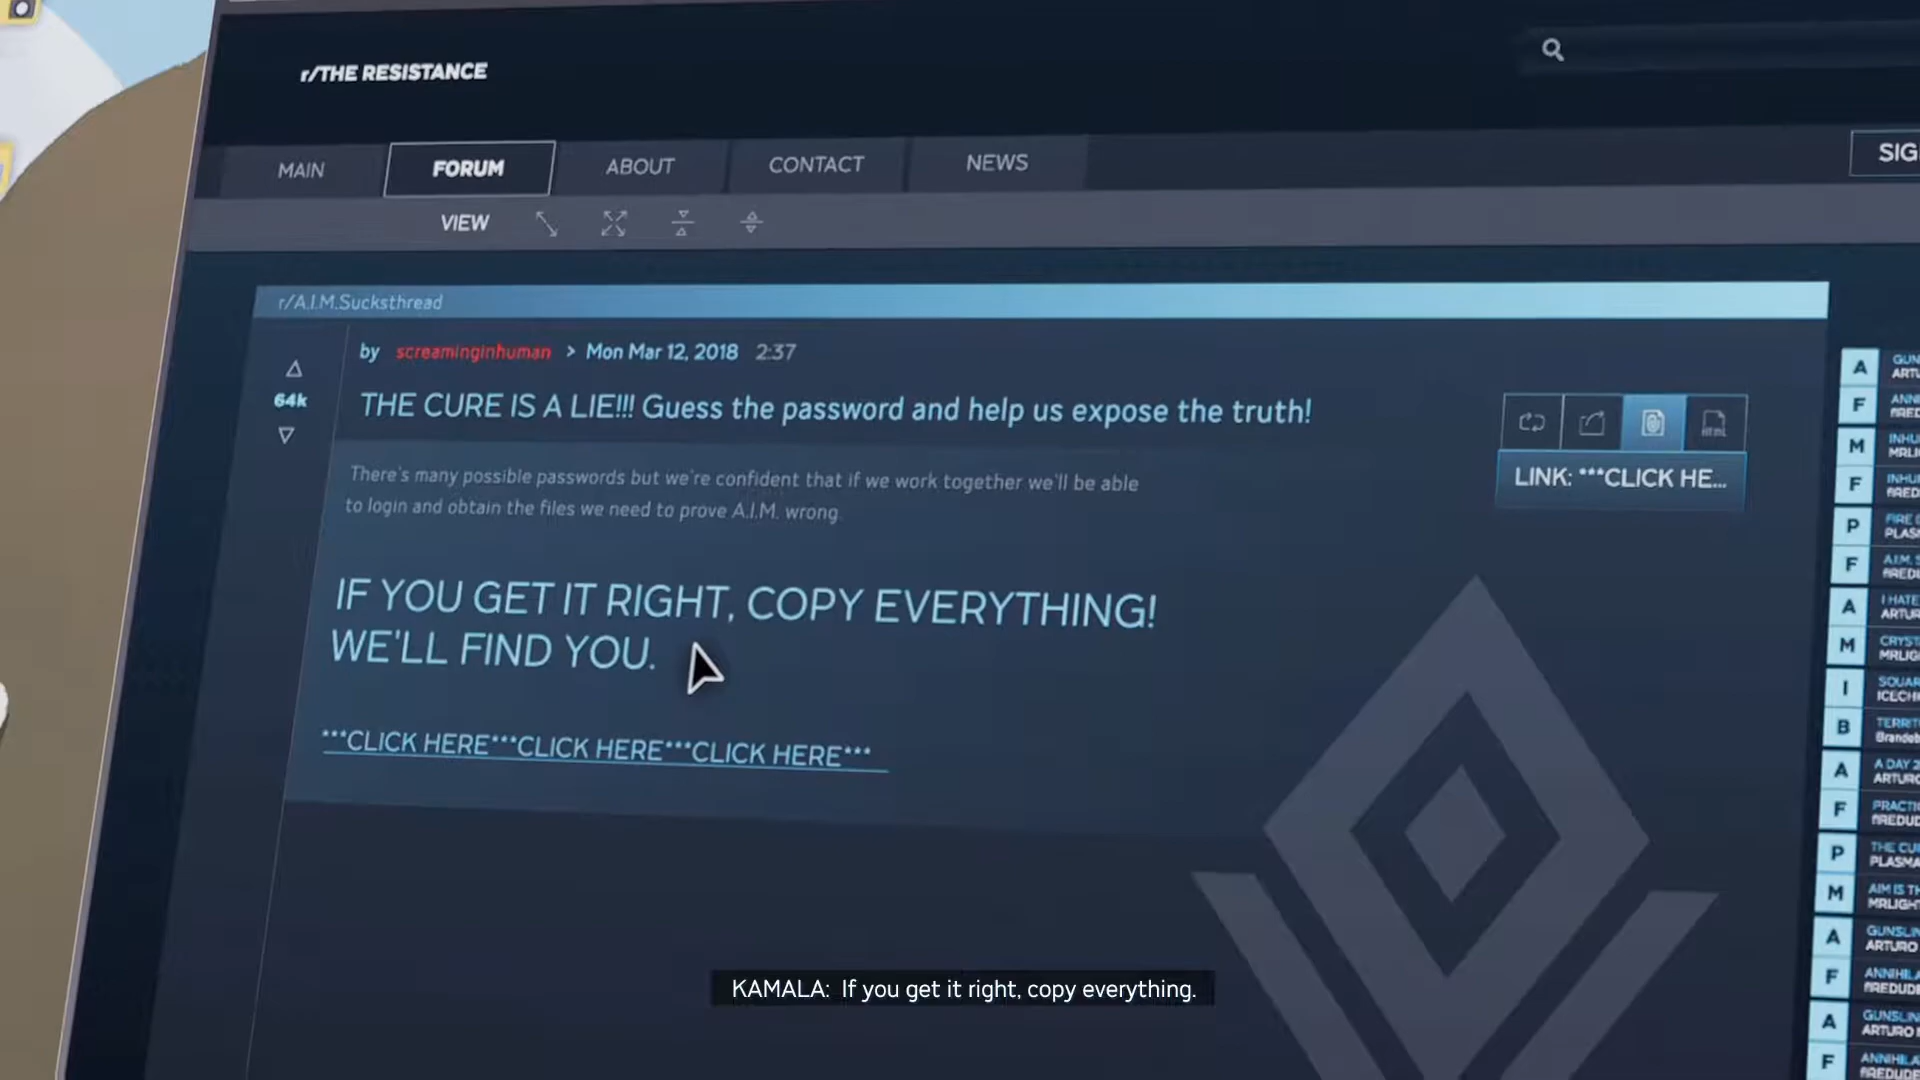 r/THE RESISTANCE
MAIN
FORUM
ABOUT
CONTACT
NEWS
VIEW
r/A.I.M.Sucksthread
by screaminginhuman > Mon Mar 12, 2018 2:37
64k
THE CURE IS A LIE!!! Guess the password and help us expose the truth!
There's many possible passwords but we're confident that if we work together we'll be able
to login and obtain the files we need to prove A.I.M. wrong.
HTML
LINK: ***CLICK HE...
IF YOU GET IT RIGHT, COPY EVERYTHING!
WE'LL FIND YOU.
***CLICK HERE***CLICK HERE***CLICK HERE***
A
F
M
F
P
F
A
M
I
B
A
F
P
M
A
F
A
F
KAMALA: If you get it right, copy everything.